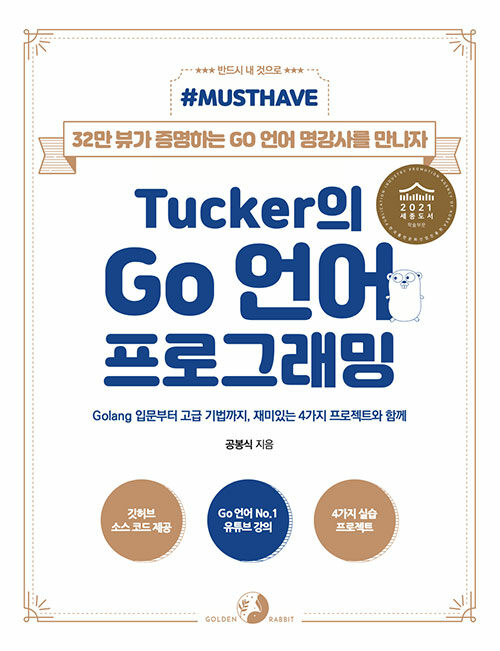 ★★★ 반드시 내 것으로 ★★★
#MUSTHAVE
32만 뷰가 증명하는 GO 언어 명강사를 만나자
2021
세종도서
학술부문
Tucker의
Go 언어
프로그래밍
Golang 입문부터 고급 기법까지, 재미있는 4가지 프로젝트와 함께
공봉식 지음
깃허브
소스 코드 제공
Go 언어 No.1
유튜브 강의
4가지 실습
프로젝트
GOLDEN RABBIT